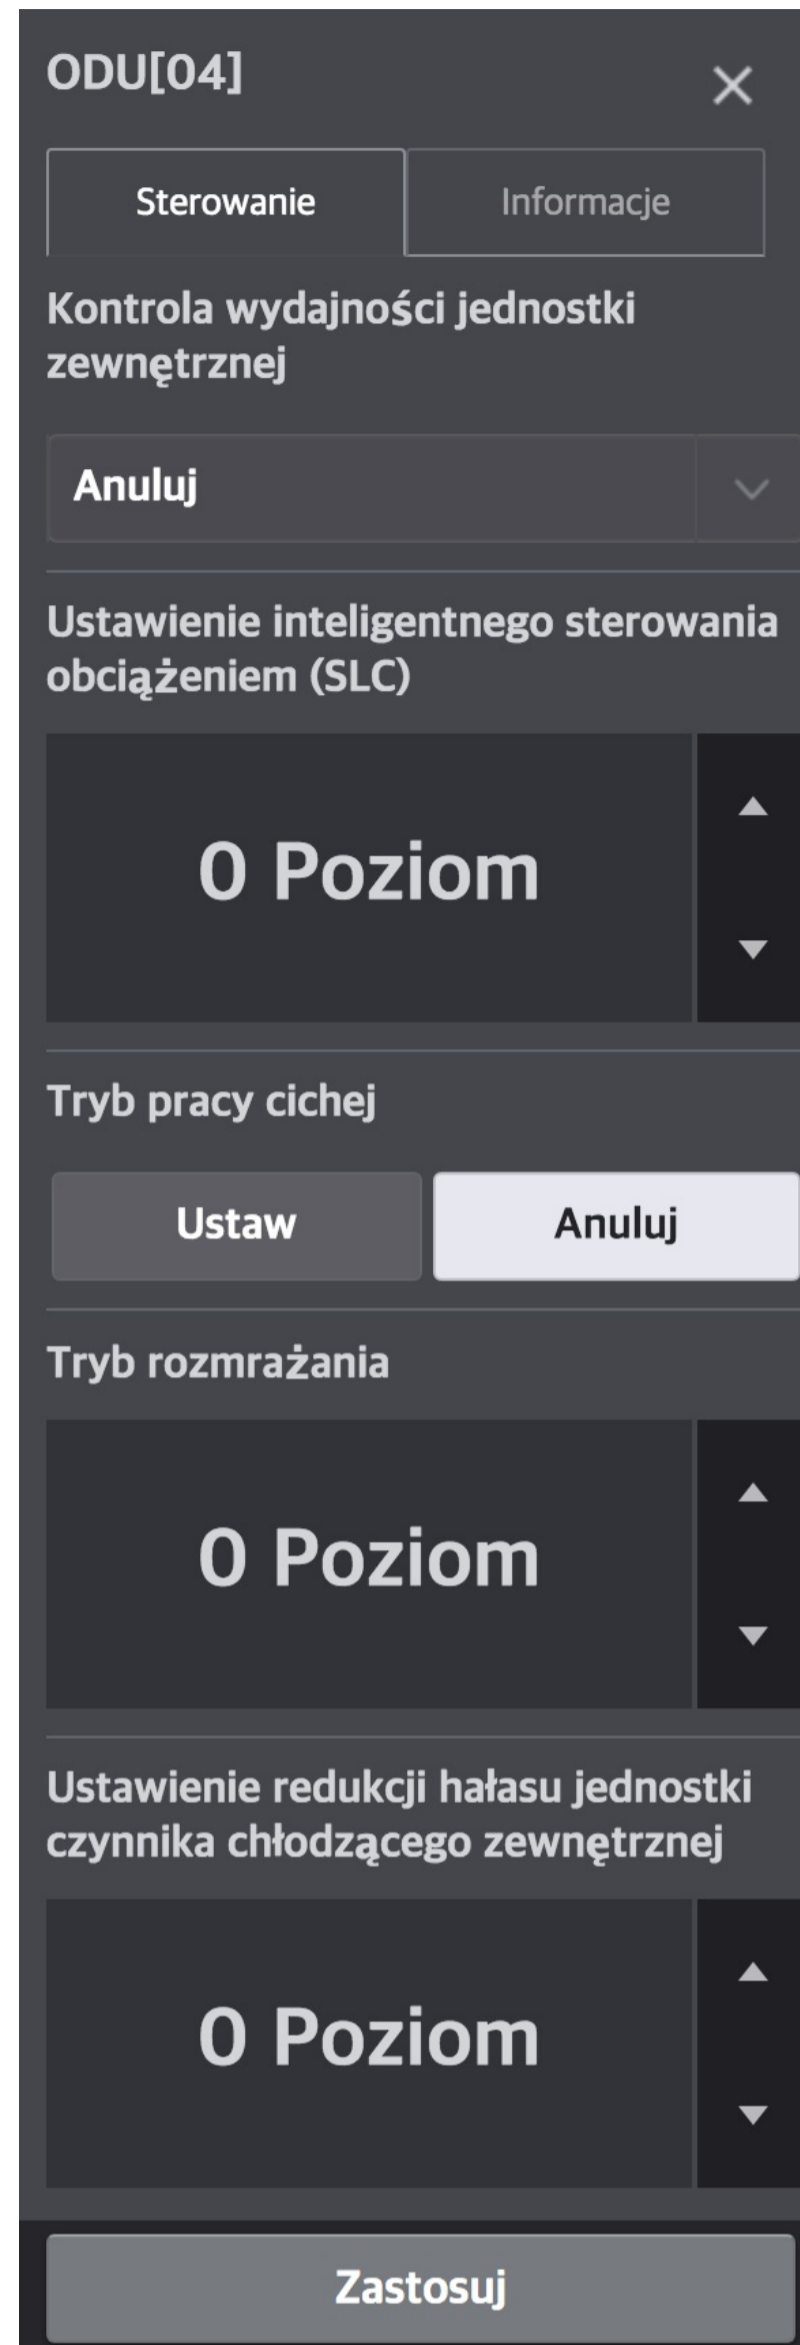 ODU[04]
Sterowanie
Informacje
Kontrola wydajności jednostki
zewnętrznej
Anuluj
Ustawienie inteligentnego sterowania
obciążeniem (SLC)
0 Poziom
Tryb pracy cichej
Ustaw
Anuluj
Tryb rozmrażania
0 Poziom
Ustawienie redukcji hałasu jednostki
czynnika chłodzącego zewnętrznej
0 Poziom
Zastosuj